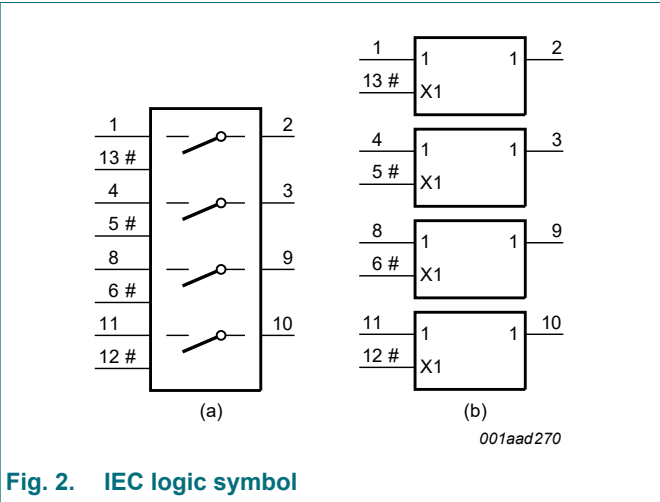 1 2
13 #
4 3
5 #
8 9
6 #
11 10
12 #
(a)
1 1 1 2
13 # X1
4 1 1 3
5 # X1
8 1 1 9
6 # X1
11 1 1 10
12 # X1
(b)
001aad270
Fig. 2. IEC logic symbol